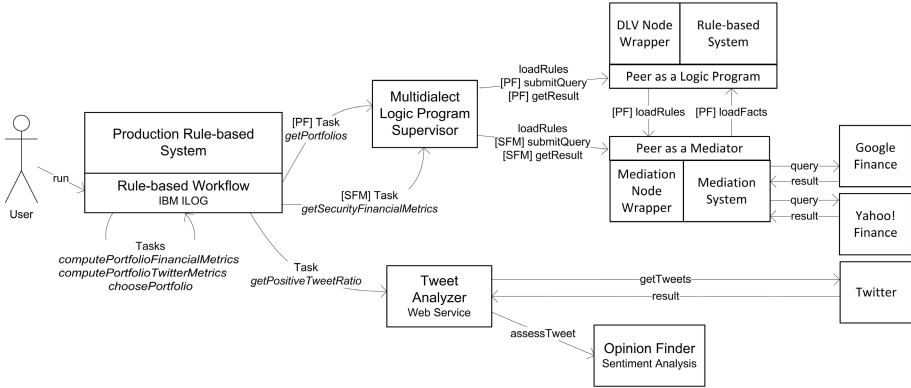 DLV Node
Wrapper
Rule-based
System
Peer as a Logic Program
loadRules
[PF] submitQuery
[PF] getResult
[PF] loadRules
[PF] loadFacts
Multidialect
Logic Program
Supervisor
[PF] Task
getPortfolios
Production Rule-based
System
Rule-based Workflow
IBM ILOG
run
User
loadRules
[SFM] submitQuery
[SFM] getResult
Peer as a Mediator
Mediation
Node
Wrapper
Mediation
System
query
result
Google
Finance
query
result
Yahoo!
Finance
[SFM] Task
getSecurityFinancialMetrics
Tasks
computePortfolioFinancialMetrics
computePortfolioTwitterMetrics
choosePortfolio
Task
getPositiveTweetRatio
Tweet
Analyzer
Web Service
getTweets
result
Twitter
assessTweet
Opinion Finder
Sentiment Analysis